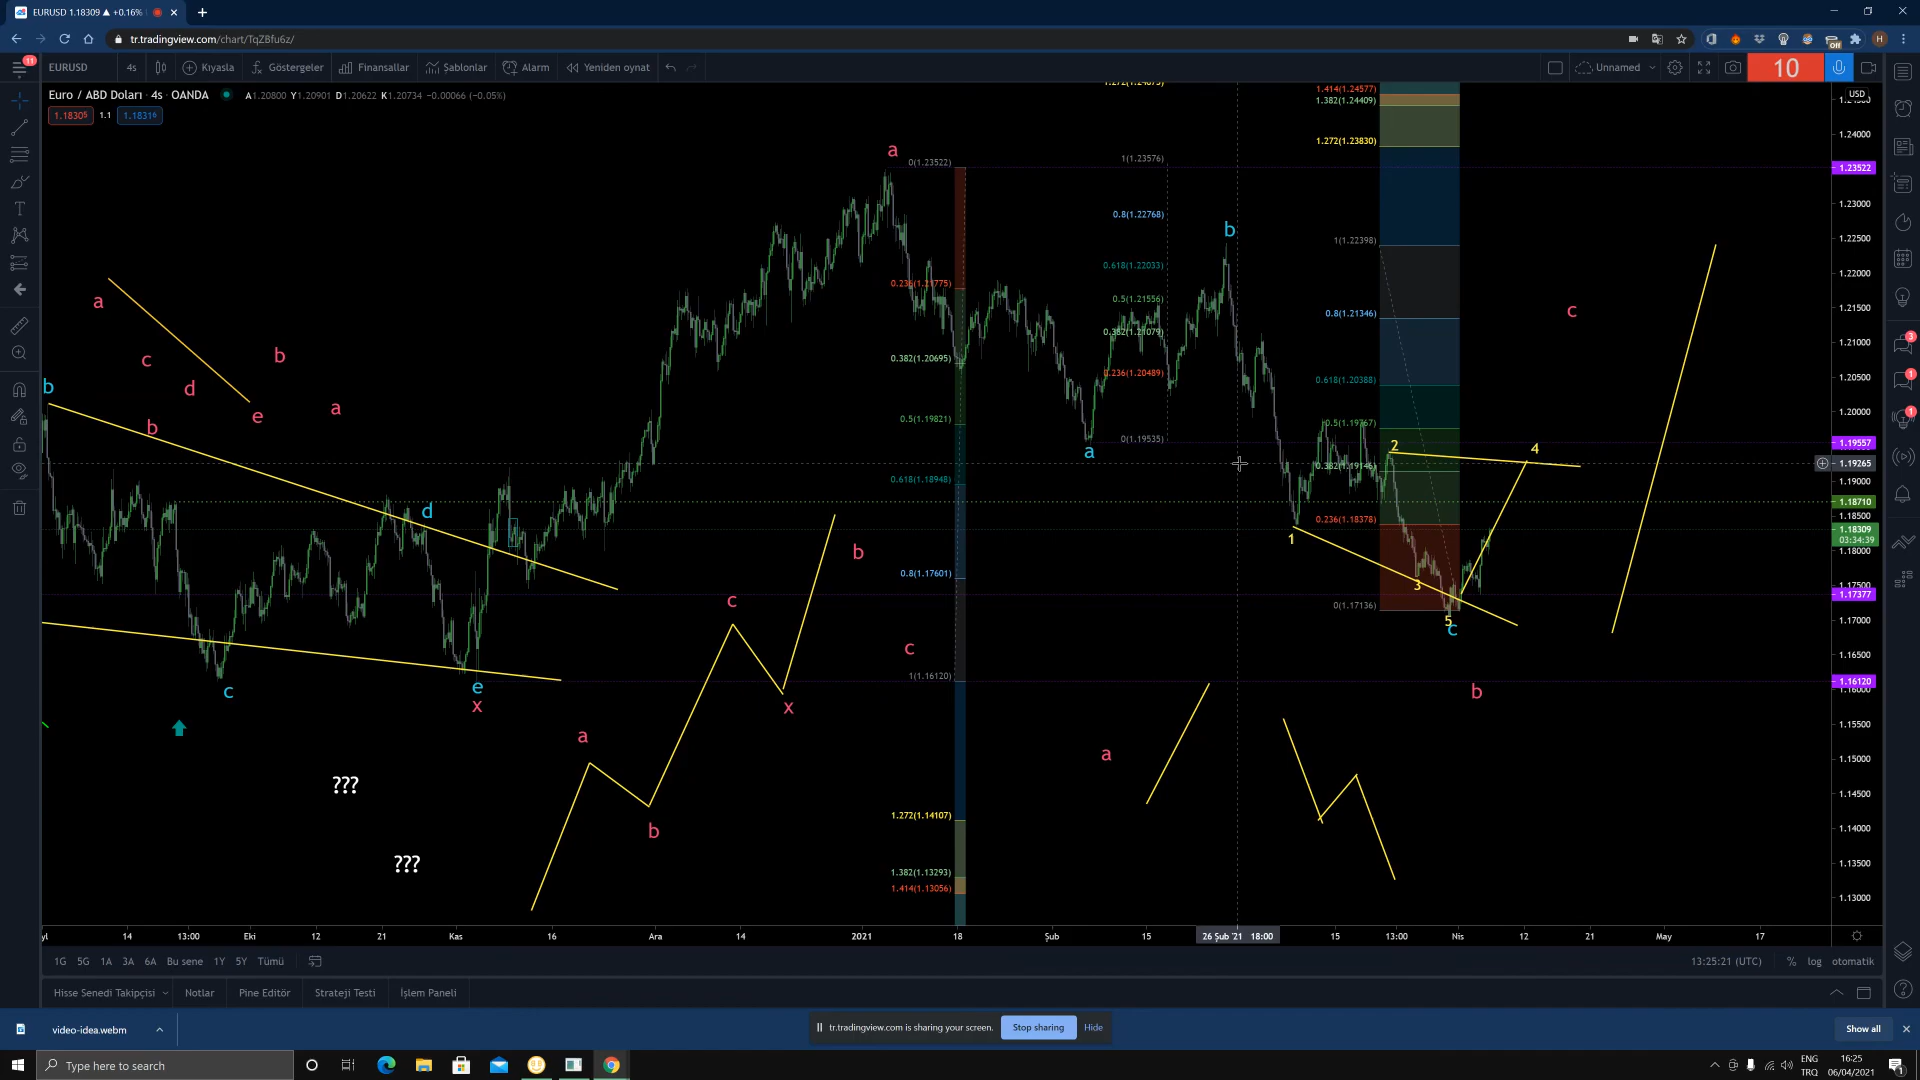 EURUSD 1.18309 ▲ +0.16%
tr.tradingview.com/chart/TqZBfu6z/
Off
H
11
EURUSD
4s
Kıyasla
Göstergeler
Finansallar
Şablonlar
Alarm
Yeniden oynat
Unnamed
10
Euro / ABD Doları · 4s · OANDA
A1.20800 Y1.20901 D1.20622 K1.20734 −0.00066 (−0.05%)
1.18305
1.1
1.18316
USD
1.24000
1.23522
1.23000
1.22500
1.22000
1.21500
1.21000
1.20500
1.20000
1.19557
1.19265
1.19000
1.18710
1.18500
1.18309
03:34:39
1.18000
1.17500
1.17377
1.17000
1.16500
1.16120
1.16000
1.15500
1.15000
1.14500
1.14000
1.13500
1.13000
0(1.23522)
0.236(1.21775)
0.382(1.20695)
0.5(1.19821)
0.618(1.18948)
0.8(1.17601)
1(1.16120)
1.272(1.14107)
1.382(1.13293)
1.414(1.13056)
1(1.23576)
0.8(1.22768)
0.618(1.22033)
0.5(1.21556)
0.382(1.21079)
0.236(1.20489)
0(1.19535)
1.414(1.24577)
1.382(1.24409)
1.272(1.23830)
1(1.22398)
0.8(1.21346)
0.618(1.20388)
0.5(1.19767)
0.382(1.19146)
0.236(1.18378)
0(1.17136)
a
b
a
c
b
c
b
d
a
b
e
a
b
2
4
d
1
3
5
c
b
c
c
e
c
x
x
b
a
a
b
???
???
14
13:00
Eki
12
21
Kas
16
Ara
14
2021
18
Şub
15
26 Şub '21 18:00
15
13:00
Nis
12
21
May
17
1G 5G 1A 3A 6A Bu sene 1Y 5Y Tümü
13:25:21 (UTC)
% log otomatik
Hisse Senedi Takipçisi
Notlar
Pine Editör
Strateji Testi
İşlem Paneli
3
1
1
video-idea.webm
tr.tradingview.com is sharing your screen.
Stop sharing
Hide
Show all
Type here to search
ENG
TRQ
16:25
06/04/2021
1